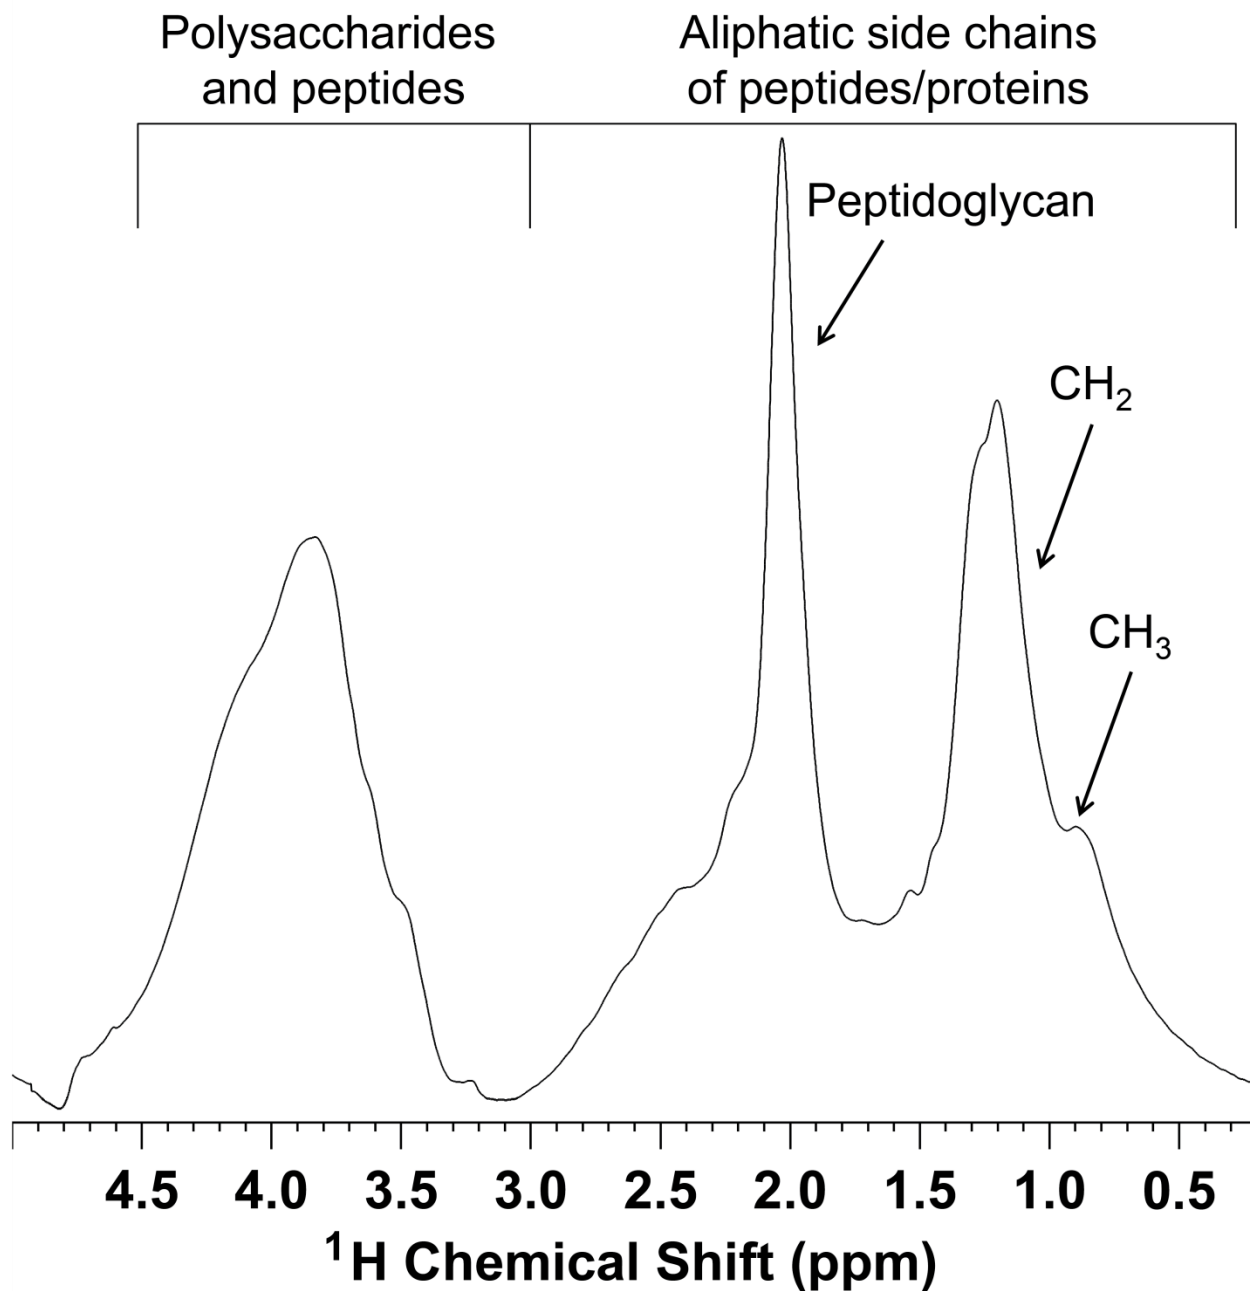 Polysaccharides
and peptides
Aliphatic side chains
of peptides/proteins
Peptidoglycan
CH₂
CH₃
4.5 4.0 3.5 3.0 2.5 2.0 1.5 1.0 0.5
¹H Chemical Shift (ppm)